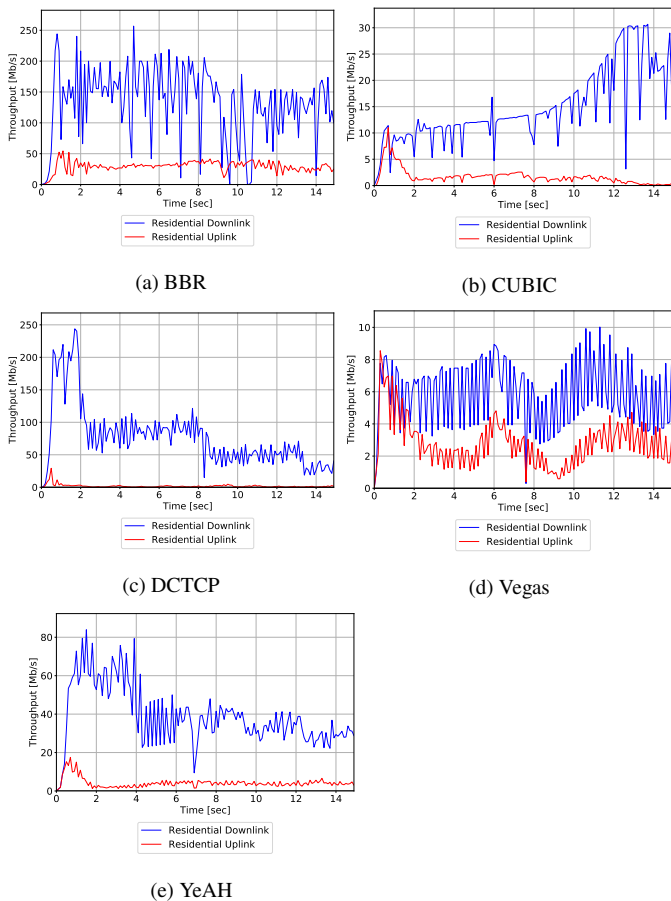 250
200
150
100
50
0
Throughput [Mb/s]
0 2 4 6 8 10 12 14
Time [sec]
Residential Downlink
Residential Uplink
(a) BBR
30
25
20
15
10
5
0
Throughput [Mb/s]
0 2 4 6 8 10 12 14
Time [sec]
Residential Downlink
Residential Uplink
(b) CUBIC
250
200
150
100
50
0
Throughput [Mb/s]
0 2 4 6 8 10 12 14
Time [sec]
Residential Downlink
Residential Uplink
(c) DCTCP
10
8
6
4
2
0
Throughput [Mb/s]
0 2 4 6 8 10 12 14
Time [sec]
Residential Downlink
Residential Uplink
(d) Vegas
80
60
40
20
0
Throughput [Mb/s]
0 2 4 6 8 10 12 14
Time [sec]
Residential Downlink
Residential Uplink
(e) YeAH